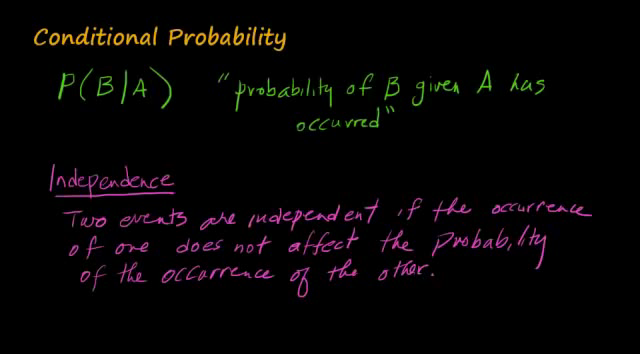 Conditional Probability
P(B/A) "probability of B given A has
occurred"
Independence
Two events are independent if the occurrence
of one does not affect the probability
of the occurrence of the other.